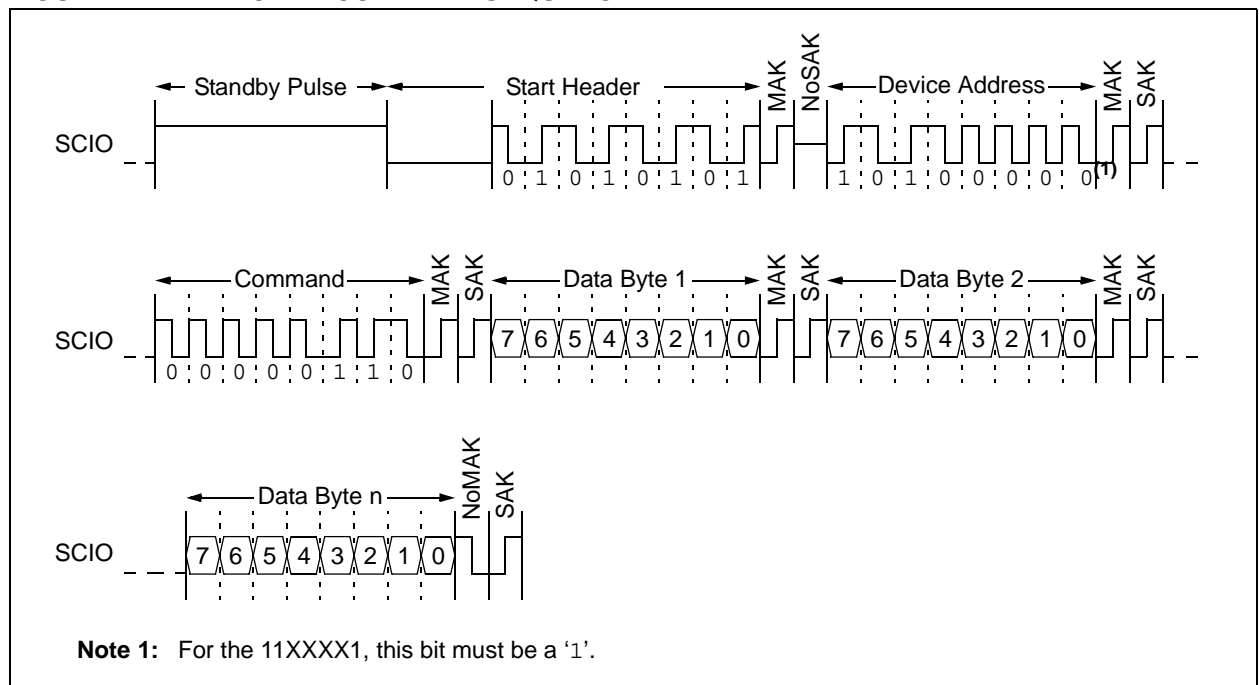 Standby Pulse Start Header MAK NoSAK Device Address MAK SAK
SCIO
0 1 0 1 0 1 0 1 1 0 1 0 0 0 0 0(1)
Command MAK SAK Data Byte 1 MAK SAK Data Byte 2 MAK SAK
SCIO 7 6 5 4 3 2 1 0 7 6 5 4 3 2 1 0
0 0 0 0 0 1 1 0
Data Byte n NoMAK SAK
SCIO 7 6 5 4 3 2 1 0
Note 1: For the 11XXXX1, this bit must be a ‘1’.